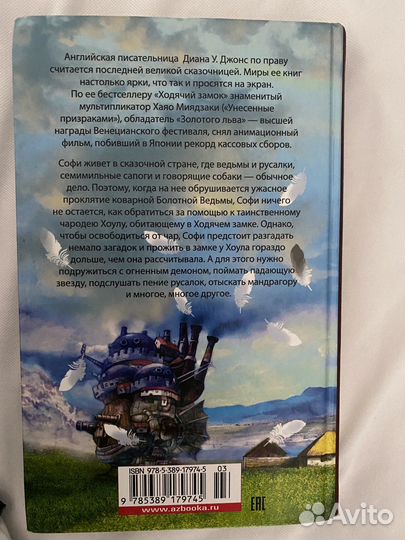 Английская писательница Диана У. Джонс по праву
считается последней великой сказочницей. Миры ее книг
настолько ярки, что так и просятся на экран.
По ее бестселлеру «Ходячий замок» знаменитый
мультипликатор Хаяо Миядзаки («Унесенные
призраками»), обладатель «Золотого льва» — высшей
награды Венецианского фестиваля, снял анимационный
фильм, побивший в Японии рекорд кассовых сборов.
Софи живет в сказочной стране, где ведьмы и русалки,
семимильные сапоги и говорящие собаки — обычное
дело. Поэтому, когда на нее обрушивается ужасное
проклятие коварной Болотной Ведьмы, Софи ничего
не остается, как обратиться за помощью к таинственному
чародею Хоулу, обитающему в Ходячем замке. Однако,
чтобы освободиться от чар, Софи предстоит разгадать
немало загадок и прожить в замке у Хоула гораздо
дольше, чем она рассчитывала. А для этого нужно
подружиться с огненным демоном, поймать падающую
звезду, подслушать пение русалок, отыскать мандрагору
и многое, многое другое.
ISBN 978-5-389-17974-5 03
9 785389 179745
www.azbooka.ru
EAC
Avito